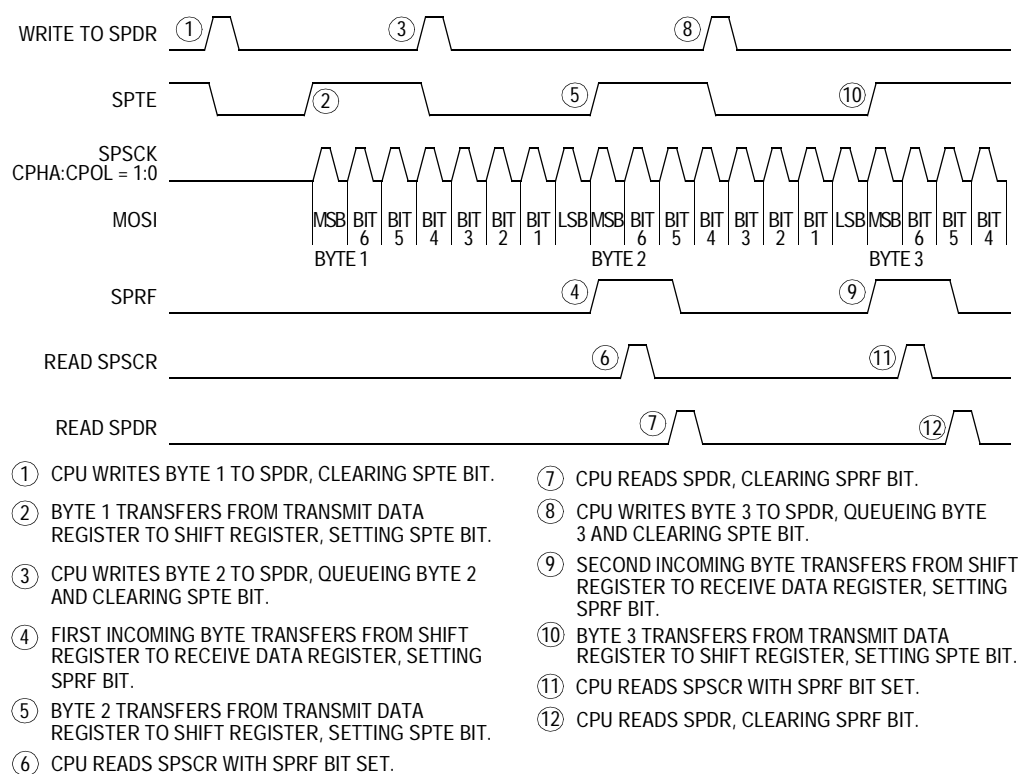 WRITE TO SPDR 1 3 8
SPTE 2 5 10
SPSCK
CPHA:CPOL = 1:0
MOSI MSB BIT 6 BIT 5 BIT 4 BIT 3 BIT 2 BIT 1 LSB MSB BIT 6 BIT 5 BIT 4 BIT 3 BIT 2 BIT 1 LSB MSB BIT 6 BIT 5 BIT 4
BYTE 1 BYTE 2 BYTE 3
SPRF 4 9
READ SPSCR 6 11
READ SPDR 7 12
1 CPU WRITES BYTE 1 TO SPDR, CLEARING SPTE BIT.
2 BYTE 1 TRANSFERS FROM TRANSMIT DATA
REGISTER TO SHIFT REGISTER, SETTING SPTE BIT.
3 CPU WRITES BYTE 2 TO SPDR, QUEUEING BYTE 2
AND CLEARING SPTE BIT.
4 FIRST INCOMING BYTE TRANSFERS FROM SHIFT
REGISTER TO RECEIVE DATA REGISTER, SETTING
SPRF BIT.
5 BYTE 2 TRANSFERS FROM TRANSMIT DATA
REGISTER TO SHIFT REGISTER, SETTING SPTE BIT.
6 CPU READS SPSCR WITH SPRF BIT SET.
7 CPU READS SPDR, CLEARING SPRF BIT.
8 CPU WRITES BYTE 3 TO SPDR, QUEUEING BYTE
3 AND CLEARING SPTE BIT.
9 SECOND INCOMING BYTE TRANSFERS FROM SHIFT
REGISTER TO RECEIVE DATA REGISTER, SETTING
SPRF BIT.
10 BYTE 3 TRANSFERS FROM TRANSMIT DATA
REGISTER TO SHIFT REGISTER, SETTING SPTE BIT.
11 CPU READS SPSCR WITH SPRF BIT SET.
12 CPU READS SPDR, CLEARING SPRF BIT.